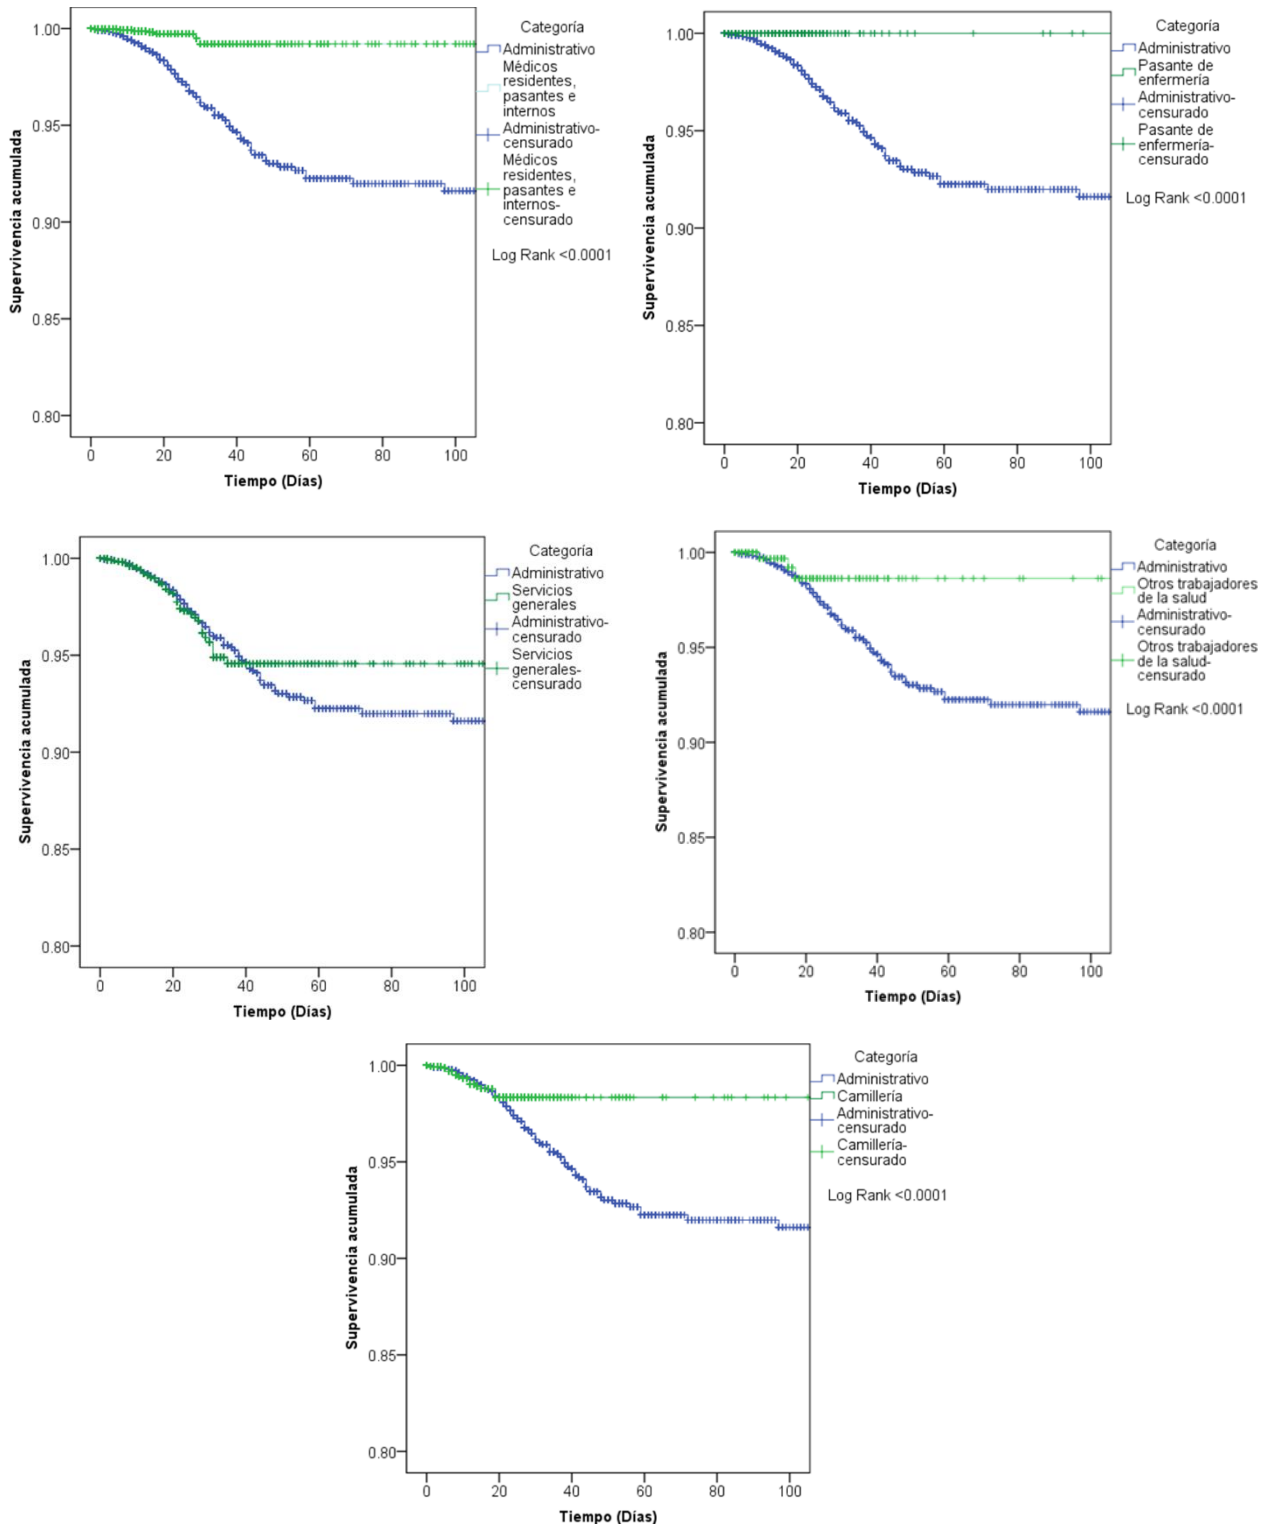 Categoría
Administrativo
Médicos
residentes,
pasantes e
internos
Administrativo-
censurado
Médicos
residentes,
pasantes e
internos-
censurado
Log Rank <0.0001
Supervivencia acumulada
1.00
0.95
0.90
0.85
0.80
0 20 40 60 80 100
Tiempo (Días)
Categoría
Administrativo
Pasante de
enfermería
Administrativo-
censurado
Pasante de
enfermería-
censurado
Log Rank <0.0001
Supervivencia acumulada
1.00
0.95
0.90
0.85
0.80
0 20 40 60 80 100
Tiempo (Días)
Categoría
Administrativo
Servicios
generales
Administrativo-
censurado
Servicios
generales-
censurado
Supervivencia acumulada
1.00
0.95
0.90
0.85
0.80
0 20 40 60 80 100
Tiempo (Días)
Categoría
Administrativo
Otros trabajadores
de la salud
Administrativo-
censurado
Otros trabajadores
de la salud-
censurado
Log Rank <0.0001
Supervivencia acumulada
1.00
0.95
0.90
0.85
0.80
0 20 40 60 80 100
Tiempo (Días)
Categoría
Administrativo
Camillería
Administrativo-
censurado
Camillería-
censurado
Log Rank <0.0001
Supervivencia acumulada
1.00
0.95
0.90
0.85
0.80
0 20 40 60 80 100
Tiempo (Días)